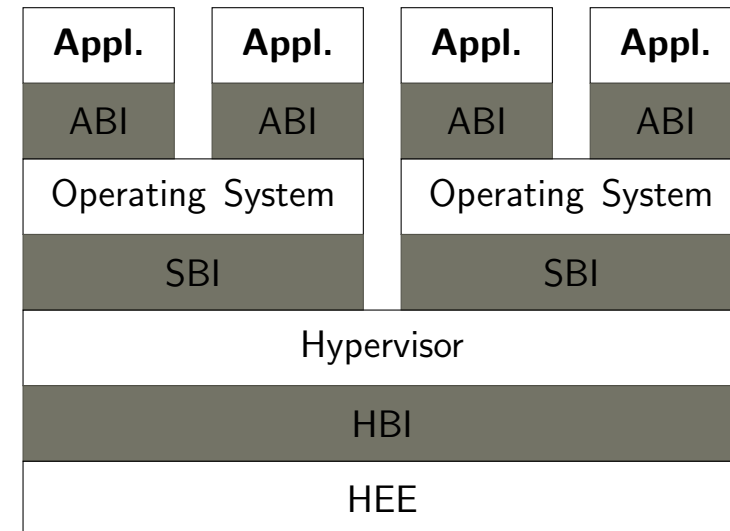 Appl. Appl. Appl. Appl.
ABI ABI ABI ABI
Operating System Operating System
SBI SBI
Hypervisor
HBI
HEE